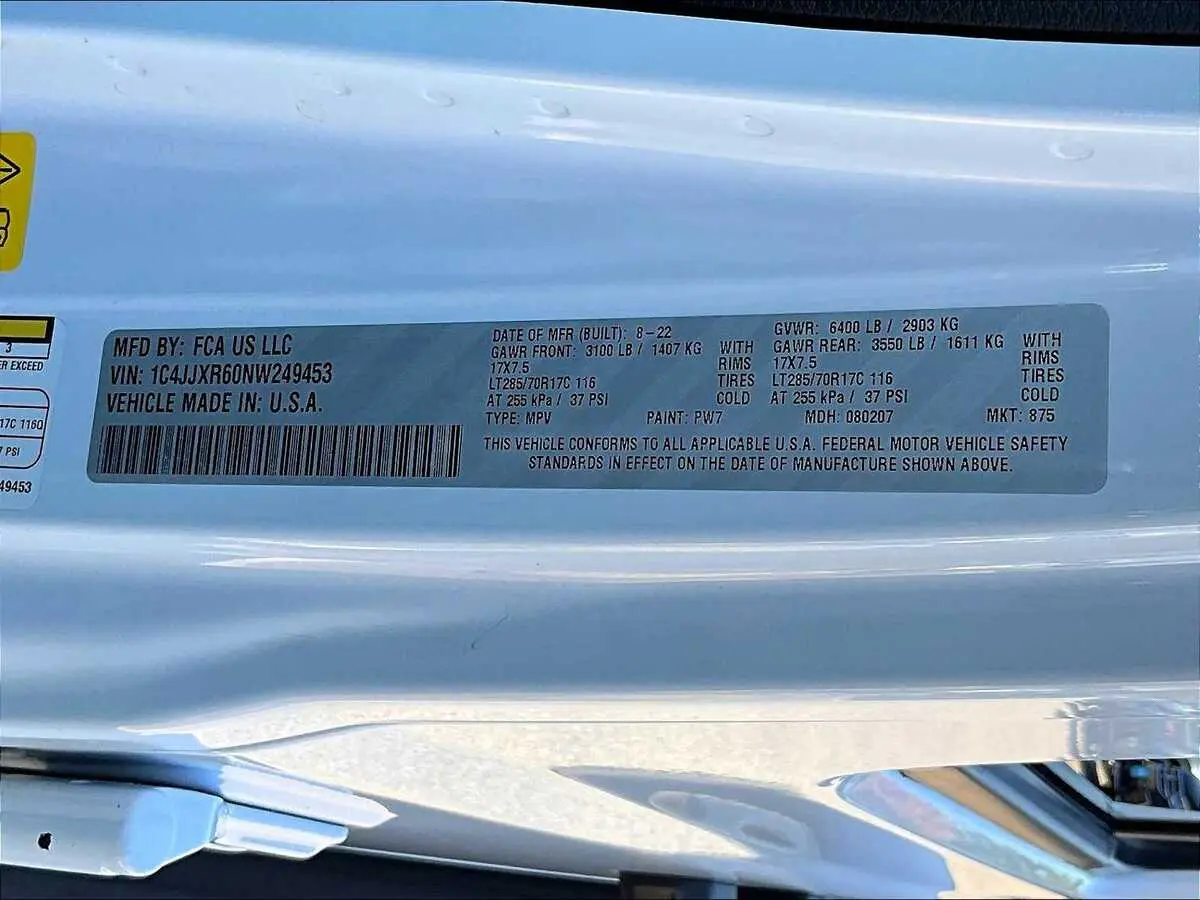 3
ER EXCEED
17C 116Q
7 PSI
49453
MFD BY: FCA US LLC
VIN: 1C4JJXR60NW249453
VEHICLE MADE IN: U.S.A.
DATE OF MFR (BUILT): 8-22
GAWR FRONT: 3100 LB / 1407 KG WITH
17X7.5 RIMS
LT285/70R17C 116 TIRES
AT 255 kPa / 37 PSI COLD
GVWR: 6400 LB / 2903 KG
GAWR REAR: 3550 LB / 1611 KG WITH
17X7.5 RIMS
LT285/70R17C 116 TIRES
AT 255 kPa / 37 PSI COLD
TYPE: MPV PAINT: PW7 MDH: 080207 MKT: 875
THIS VEHICLE CONFORMS TO ALL APPLICABLE U.S.A. FEDERAL MOTOR VEHICLE SAFETY
STANDARDS IN EFFECT ON THE DATE OF MANUFACTURE SHOWN ABOVE.